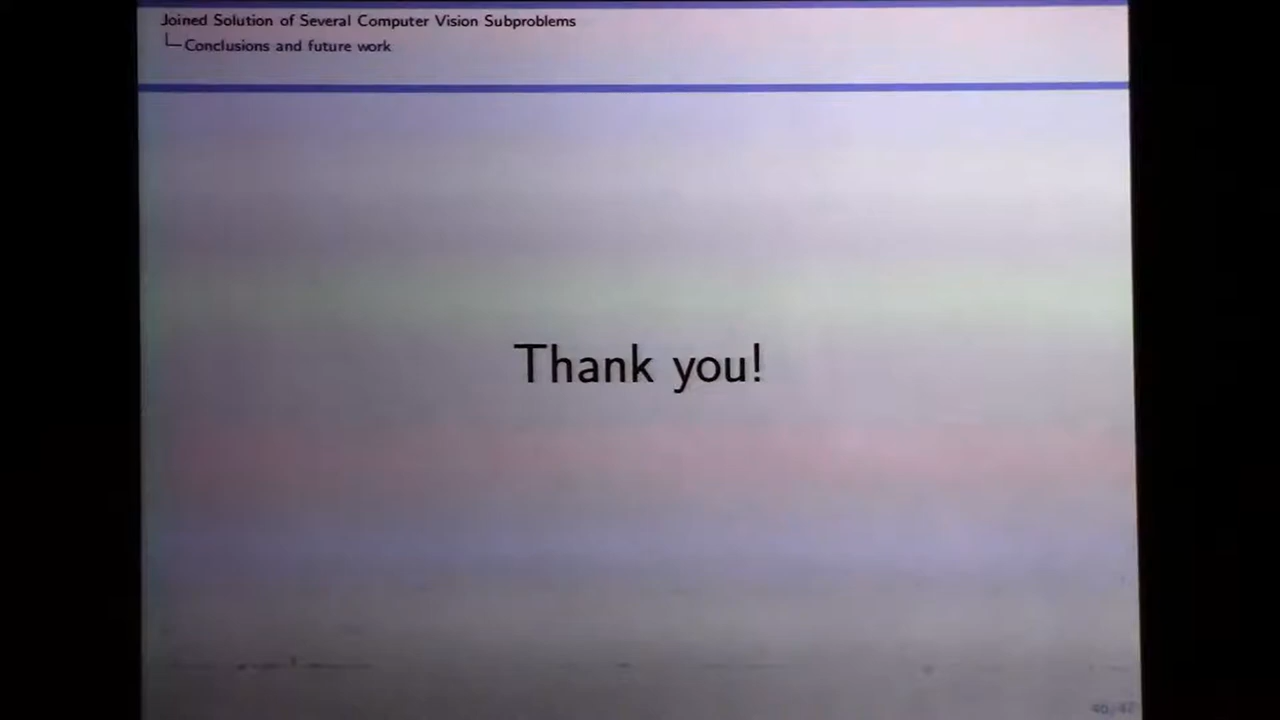 Joined Solution of Several Computer Vision Subproblems
Conclusions and future work
Thank you!